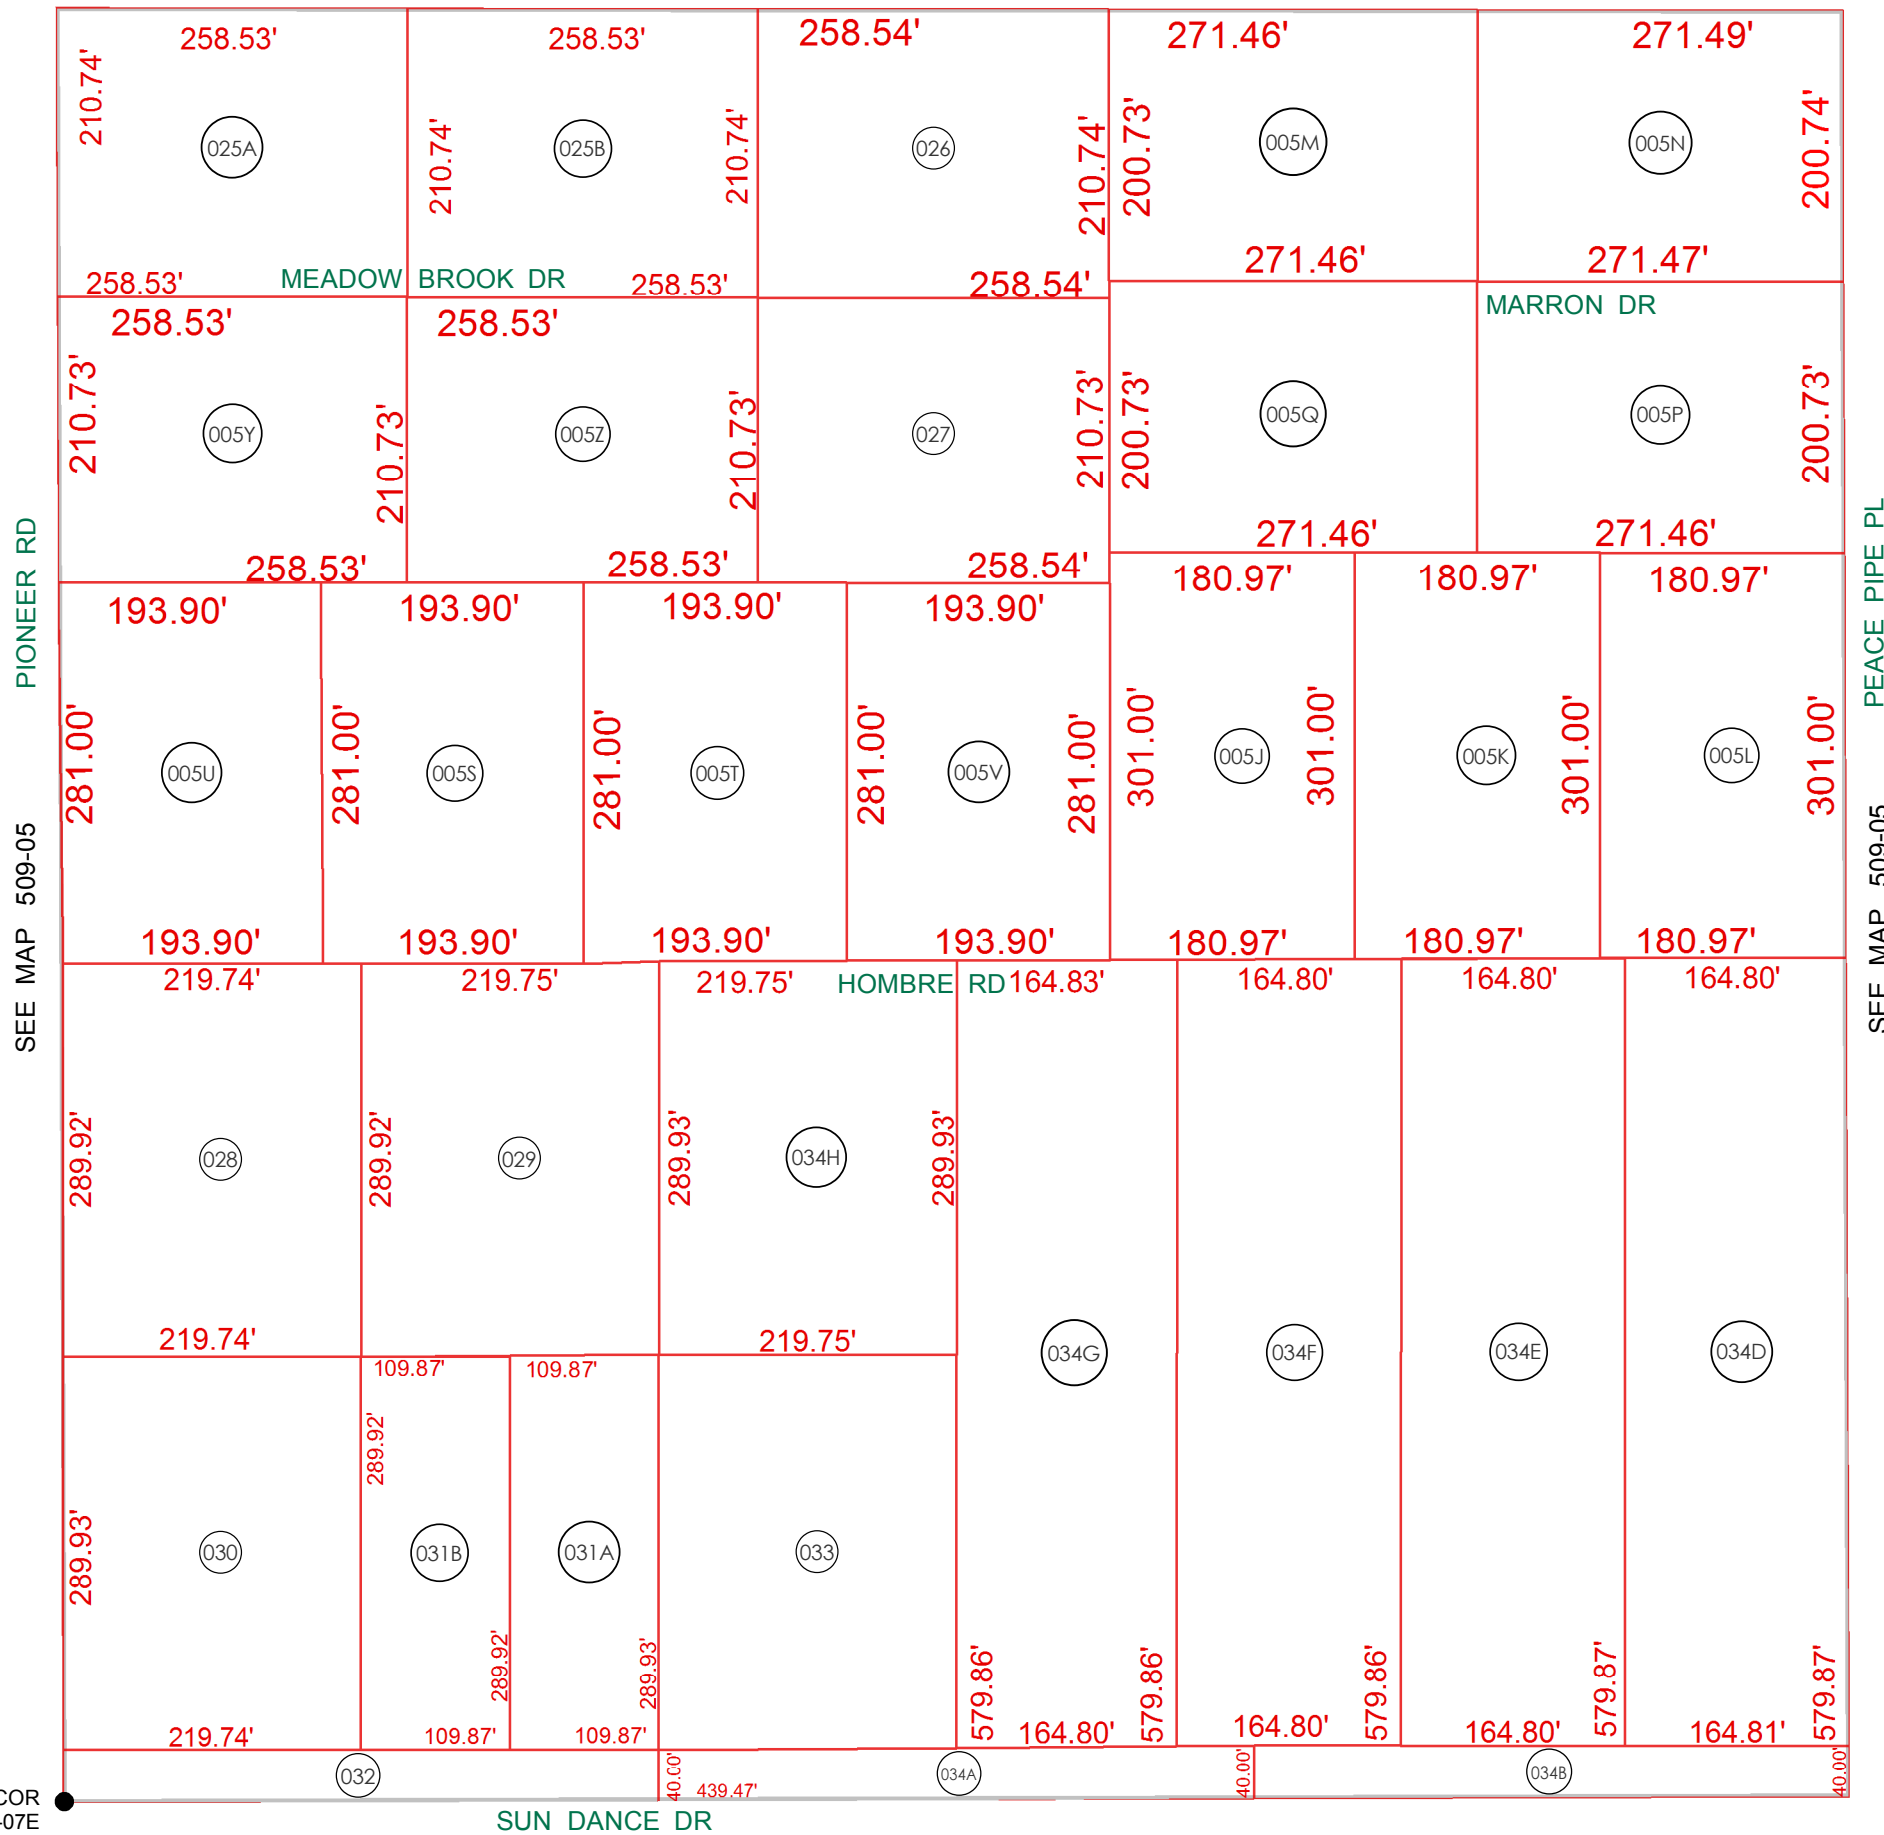 258.53' 258.53' 258.54' 271.46' 271.49'
210.74' 210.74' 210.74' 210.74' 200.73' 200.74'
025A 025B 026 005M 005N
258.53' MEADOW BROOK DR 258.53' 258.54' 271.46' 271.47'
258.53' 258.53' MARRON DR
210.73' 210.73' 210.73' 210.73' 200.73' 200.73'
005Y 005Z 027 005Q 005P
258.53' 258.53' 258.54' 271.46' 271.46'
PIONEER RD
PEACE PIPE PL
193.90' 193.90' 193.90' 193.90' 180.97' 180.97' 180.97'
281.00' 281.00' 281.00' 281.00' 281.00' 301.00' 301.00' 301.00' 301.00'
005U 005S 005T 005V 005J 005K 005L
193.90' 193.90' 193.90' 193.90' 180.97' 180.97' 180.97'
SEE MAP 509-05
SEE MAP 509-05
219.74' 219.75' 219.75' HOMBRE RD 164.83' 164.80' 164.80' 164.80'
289.92' 289.92' 289.93' 289.93'
028 029 034H
219.74' 219.75'
034G 034F 034E 034D
109.87' 109.87'
289.92'
289.93'
030 031B 031A 033
289.92' 289.93' 579.86' 579.86' 579.86' 579.87' 579.87'
219.74' 109.87' 109.87' 164.80' 164.80' 164.80' 164.81'
032 40.00' 439.47' 034A 40.00' 034B 40.00'
COR
-07E
SUN DANCE DR